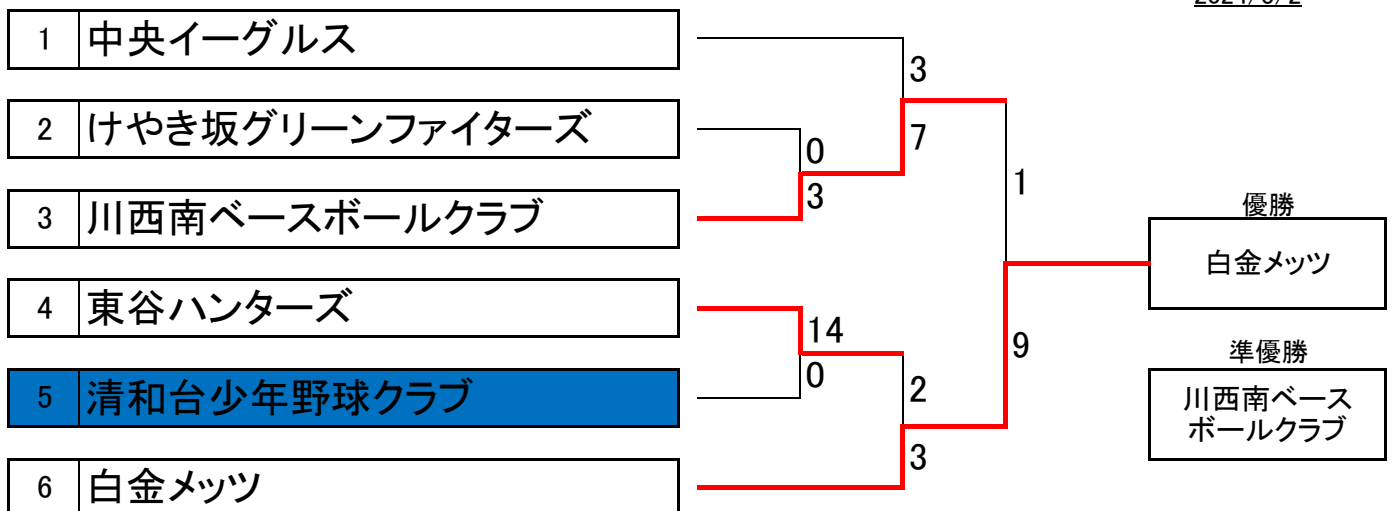 1 中央イーグルス
2 けやき坂グリーンファイターズ
3 川西南ベースボールクラブ
4 東谷ハンターズ
5 清和台少年野球クラブ
6 白金メッツ
3
7
0
3
1
14
0
9
2
3
優勝
白金メッツ
準優勝
川西南ベース
ボールクラブ